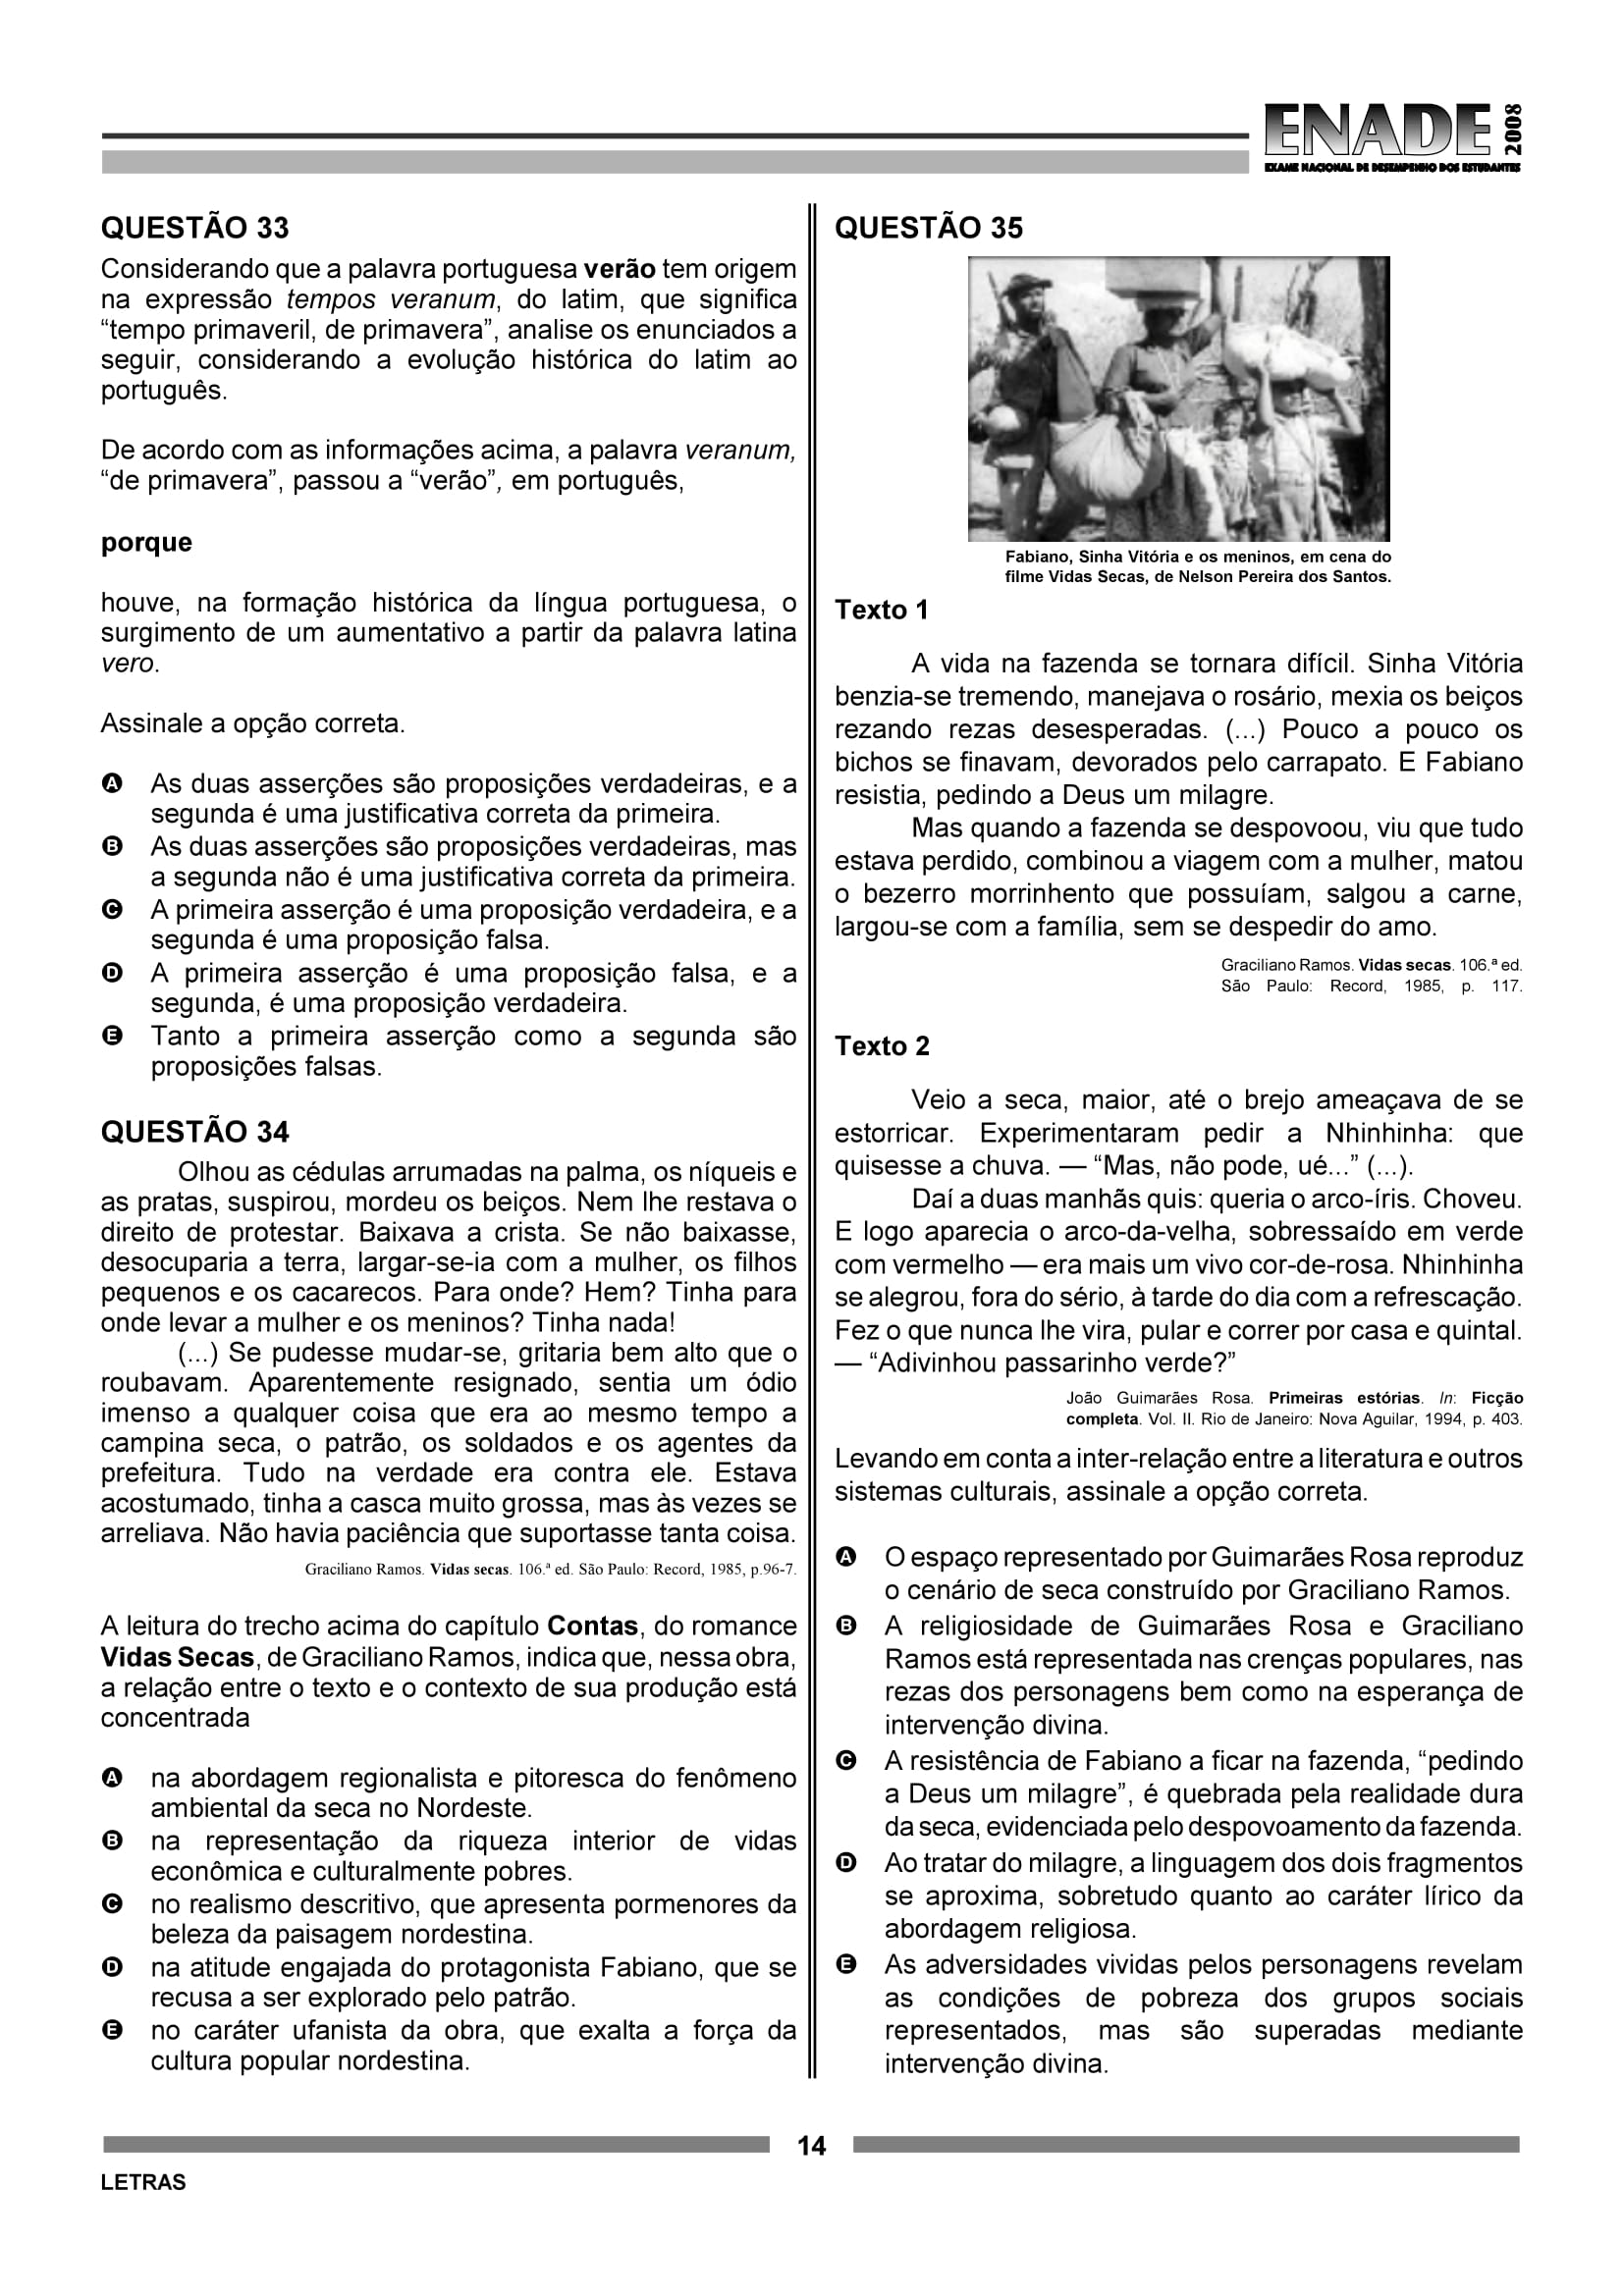 ENADE 2008
EXAME NACIONAL DE DESEMPENHO DOS ESTUDANTES
QUESTÃO 33
Considerando que a palavra portuguesa verão tem origem
na expressão tempos veranum, do latim, que significa
“tempo primaveril, de primavera”, analise os enunciados a
seguir, considerando a evolução histórica do latim ao
português.
De acordo com as informações acima, a palavra veranum,
“de primavera”, passou a “verão”, em português,
porque
houve, na formação histórica da língua portuguesa, o
surgimento de um aumentativo a partir da palavra latina
vero.
Assinale a opção correta.
A As duas asserções são proposições verdadeiras, e a
segunda é uma justificativa correta da primeira.
B As duas asserções são proposições verdadeiras, mas
a segunda não é uma justificativa correta da primeira.
C A primeira asserção é uma proposição verdadeira, e a
segunda é uma proposição falsa.
D A primeira asserção é uma proposição falsa, e a
segunda, é uma proposição verdadeira.
E Tanto a primeira asserção como a segunda são
proposições falsas.
QUESTÃO 34
Olhou as cédulas arrumadas na palma, os níqueis e
as pratas, suspirou, mordeu os beiços. Nem lhe restava o
direito de protestar. Baixava a crista. Se não baixasse,
desocuparia a terra, largar-se-ia com a mulher, os filhos
pequenos e os cacarecos. Para onde? Hem? Tinha para
onde levar a mulher e os meninos? Tinha nada!
(...) Se pudesse mudar-se, gritaria bem alto que o
roubavam. Aparentemente resignado, sentia um ódio
imenso a qualquer coisa que era ao mesmo tempo a
campina seca, o patrão, os soldados e os agentes da
prefeitura. Tudo na verdade era contra ele. Estava
acostumado, tinha a casca muito grossa, mas às vezes se
arreliava. Não havia paciência que suportasse tanta coisa.
Graciliano Ramos. Vidas secas. 106.ª ed. São Paulo: Record, 1985, p.96-7.
A leitura do trecho acima do capítulo Contas, do romance
Vidas Secas, de Graciliano Ramos, indica que, nessa obra,
a relação entre o texto e o contexto de sua produção está
concentrada
A na abordagem regionalista e pitoresca do fenômeno
ambiental da seca no Nordeste.
B na representação da riqueza interior de vidas
econômica e culturalmente pobres.
C no realismo descritivo, que apresenta pormenores da
beleza da paisagem nordestina.
D na atitude engajada do protagonista Fabiano, que se
recusa a ser explorado pelo patrão.
E no caráter ufanista da obra, que exalta a força da
cultura popular nordestina.
QUESTÃO 35
Fabiano, Sinha Vitória e os meninos, em cena do
filme Vidas Secas, de Nelson Pereira dos Santos.
Texto 1
A vida na fazenda se tornara difícil. Sinha Vitória
benzia-se tremendo, manejava o rosário, mexia os beiços
rezando rezas desesperadas. (...) Pouco a pouco os
bichos se finavam, devorados pelo carrapato. E Fabiano
resistia, pedindo a Deus um milagre.
Mas quando a fazenda se despovoou, viu que tudo
estava perdido, combinou a viagem com a mulher, matou
o bezerro morrinhento que possuíam, salgou a carne,
largou-se com a família, sem se despedir do amo.
Graciliano Ramos. Vidas secas. 106.ª ed.
São Paulo: Record, 1985, p. 117.
Texto 2
Veio a seca, maior, até o brejo ameaçava de se
estorricar. Experimentaram pedir a Nhinhinha: que
quisesse a chuva. — “Mas, não pode, ué...” (...).
Daí a duas manhãs quis: queria o arco-íris. Choveu.
E logo aparecia o arco-da-velha, sobressaído em verde
com vermelho — era mais um vivo cor-de-rosa. Nhinhinha
se alegrou, fora do sério, à tarde do dia com a refrescação.
Fez o que nunca lhe vira, pular e correr por casa e quintal.
— “Adivinhou passarinho verde?”
João Guimarães Rosa. Primeiras estórias. In: Ficção
completa. Vol. II. Rio de Janeiro: Nova Aguilar, 1994, p. 403.
Levando em conta a inter-relação entre a literatura e outros
sistemas culturais, assinale a opção correta.
A O espaço representado por Guimarães Rosa reproduz
o cenário de seca construído por Graciliano Ramos.
B A religiosidade de Guimarães Rosa e Graciliano
Ramos está representada nas crenças populares, nas
rezas dos personagens bem como na esperança de
intervenção divina.
C A resistência de Fabiano a ficar na fazenda, “pedindo
a Deus um milagre”, é quebrada pela realidade dura
da seca, evidenciada pelo despovoamento da fazenda.
D Ao tratar do milagre, a linguagem dos dois fragmentos
se aproxima, sobretudo quanto ao caráter lírico da
abordagem religiosa.
E As adversidades vividas pelos personagens revelam
as condições de pobreza dos grupos sociais
representados, mas são superadas mediante
intervenção divina.
14
LETRAS